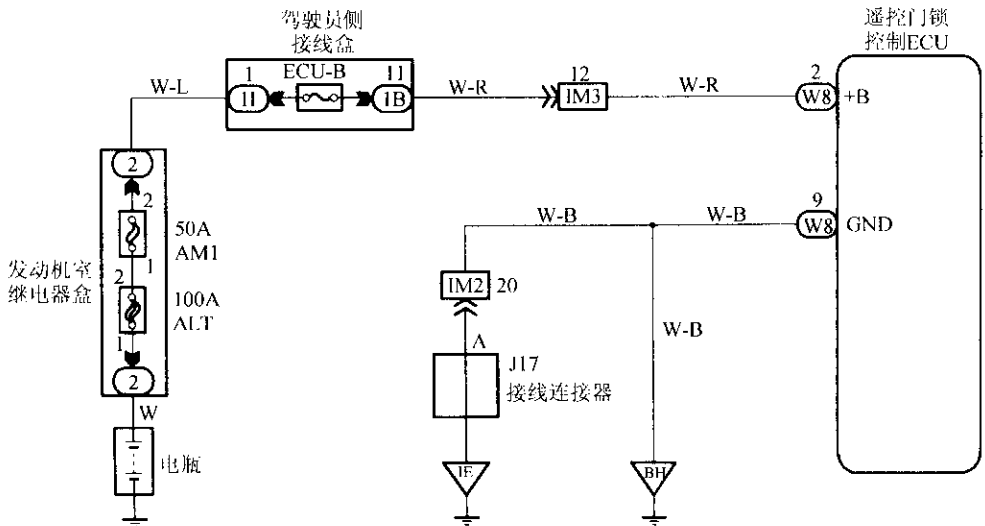 驾驶员侧
接线盒
遥控门锁
控制ECU
1
ECU-B
11
W-L
1I
1B
W-R
12
IM3
W-R
2
W8
+B
2
2
50A
AM1
1
发动机室
继电器盒
2
100A
ALT
1
2
W
电瓶
W-B
W-B
9
W8
GND
IM2
20
A
J17
接线连接器
W-B
IE
BH